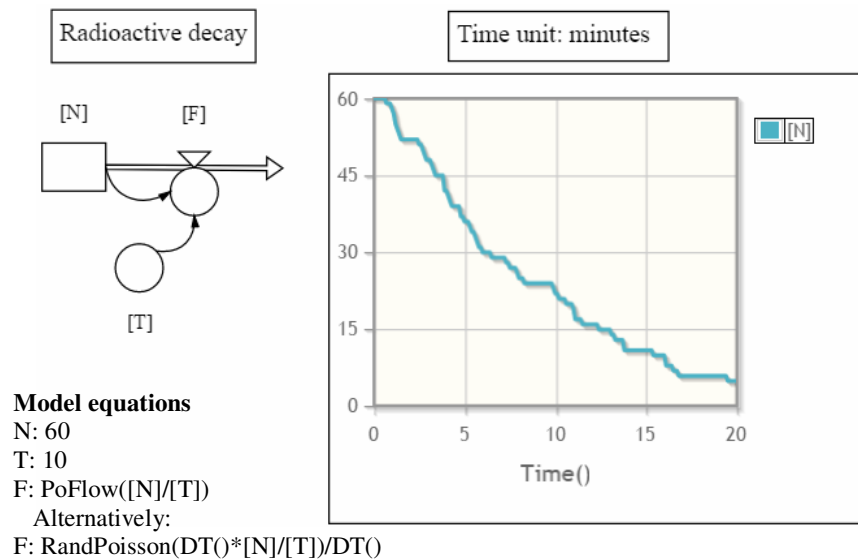 Radioactive decay
Time unit: minutes
[N]
[F]
[T]
60
45
30
15
0
0
5
10
15
20
Time()
[N]
Model equations
N: 60
T: 10
F: PoFlow([N]/[T])
Alternatively:
F: RandPoisson(DT()*[N]/[T])/DT()